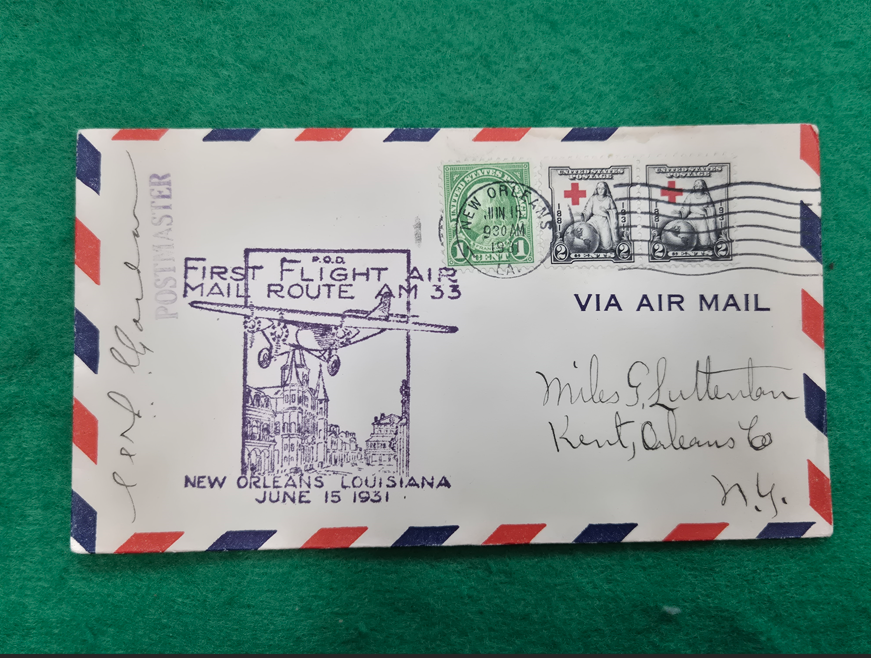 POSTMASTER
UNITED STATES POSTAGE
1 CENT 1
NEW ORLEANS
JUN 15
930 AM
1931
LA.
UNITED STATES
POSTAGE
1881 1931
2 CENTS 2
UNITED STATES
POSTAGE
1881 1931
2 CENTS 2
P.O.D.
FIRST FLIGHT AIR
MAIL ROUTE AM 33
NEW ORLEANS LOUISIANA
JUNE 15 1931
VIA AIR MAIL
Miles G. Luttenton
Kent, Orleans Co
N.Y.